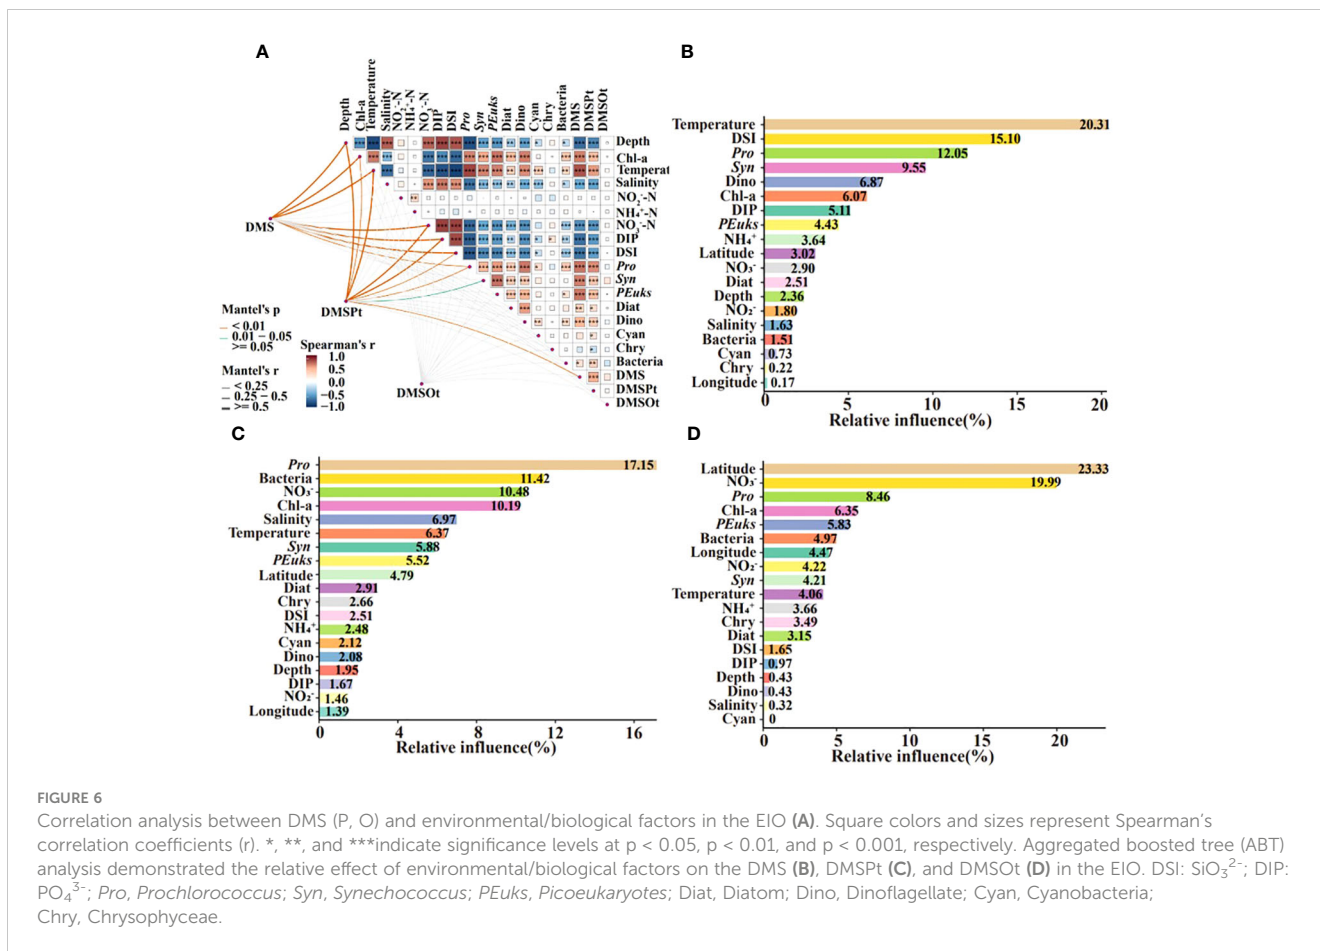 A
Depth
Chl-a
Temperature
Salinity
NO₂⁻-N
NH₄⁺-N
NO₃⁻-N
DIP
DSI
Pro
Syn
PEuks
Diat
Dino
Cyan
Chry
Bacteria
DMS
DMSPt
DMSOt
Depth
Chl-a
Temperat
Salinity
NO₂⁻-N
NH₄⁺-N
NO₃⁻-N
DIP
DSI
Pro
Syn
PEuks
Diat
Dino
Cyan
Chry
Bacteria
DMS
DMSPt
DMSOt
DMS
DMSPt
DMSOt
Mantel's p
< 0.01
0.01 − 0.05
>= 0.05
Mantel's r
< 0.25
0.25 − 0.5
>= 0.5
Spearman's r
1.0
0.5
0.0
−0.5
−1.0
B
Temperature 20.31
DSI 15.10
Pro 12.05
Syn 9.55
Dino 6.87
Chl-a 6.07
DIP 5.11
PEuks 4.43
NH₄⁺ 3.64
Latitude 3.02
NO₃⁻ 2.90
Diat 2.51
Depth 2.36
NO₂⁻ 1.80
Salinity 1.63
Bacteria 1.51
Cyan 0.73
Chry 0.22
Longitude 0.17
0 5 10 15 20
Relative influence(%)
C
Pro 17.15
Bacteria 11.42
NO₃⁻ 10.48
Chl-a 10.19
Salinity 6.97
Temperature 6.37
Syn 5.88
PEuks 5.52
Latitude 4.79
Diat 2.91
Chry 2.66
DSI 2.51
NH₄⁺ 2.48
Cyan 2.12
Dino 2.08
Depth 1.95
DIP 1.67
NO₂⁻ 1.46
Longitude 1.39
0 4 8 12 16
Relative influence(%)
D
Latitude 23.33
NO₃⁻ 19.99
Pro 8.46
Chl-a 6.35
PEuks 5.83
Bacteria 4.97
Longitude 4.47
NO₂⁻ 4.22
Syn 4.21
Temperature 4.06
NH₄⁺ 3.66
Chry 3.49
Diat 3.15
DSI 1.65
DIP 0.97
Depth 0.43
Dino 0.43
Salinity 0.32
Cyan 0
0 5 10 15 20
Relative influence(%)
FIGURE 6
Correlation analysis between DMS (P, O) and environmental/biological factors in the EIO (A). Square colors and sizes represent Spearman's
correlation coefficients (r). *, **, and ***indicate significance levels at p < 0.05, p < 0.01, and p < 0.001, respectively. Aggregated boosted tree (ABT)
analysis demonstrated the relative effect of environmental/biological factors on the DMS (B), DMSPt (C), and DMSOt (D) in the EIO. DSI: SiO₃²⁻; DIP:
PO₄³⁻; Pro, Prochlorococcus; Syn, Synechococcus; PEuks, Picoeukaryotes; Diat, Diatom; Dino, Dinoflagellate; Cyan, Cyanobacteria;
Chry, Chrysophyceae.